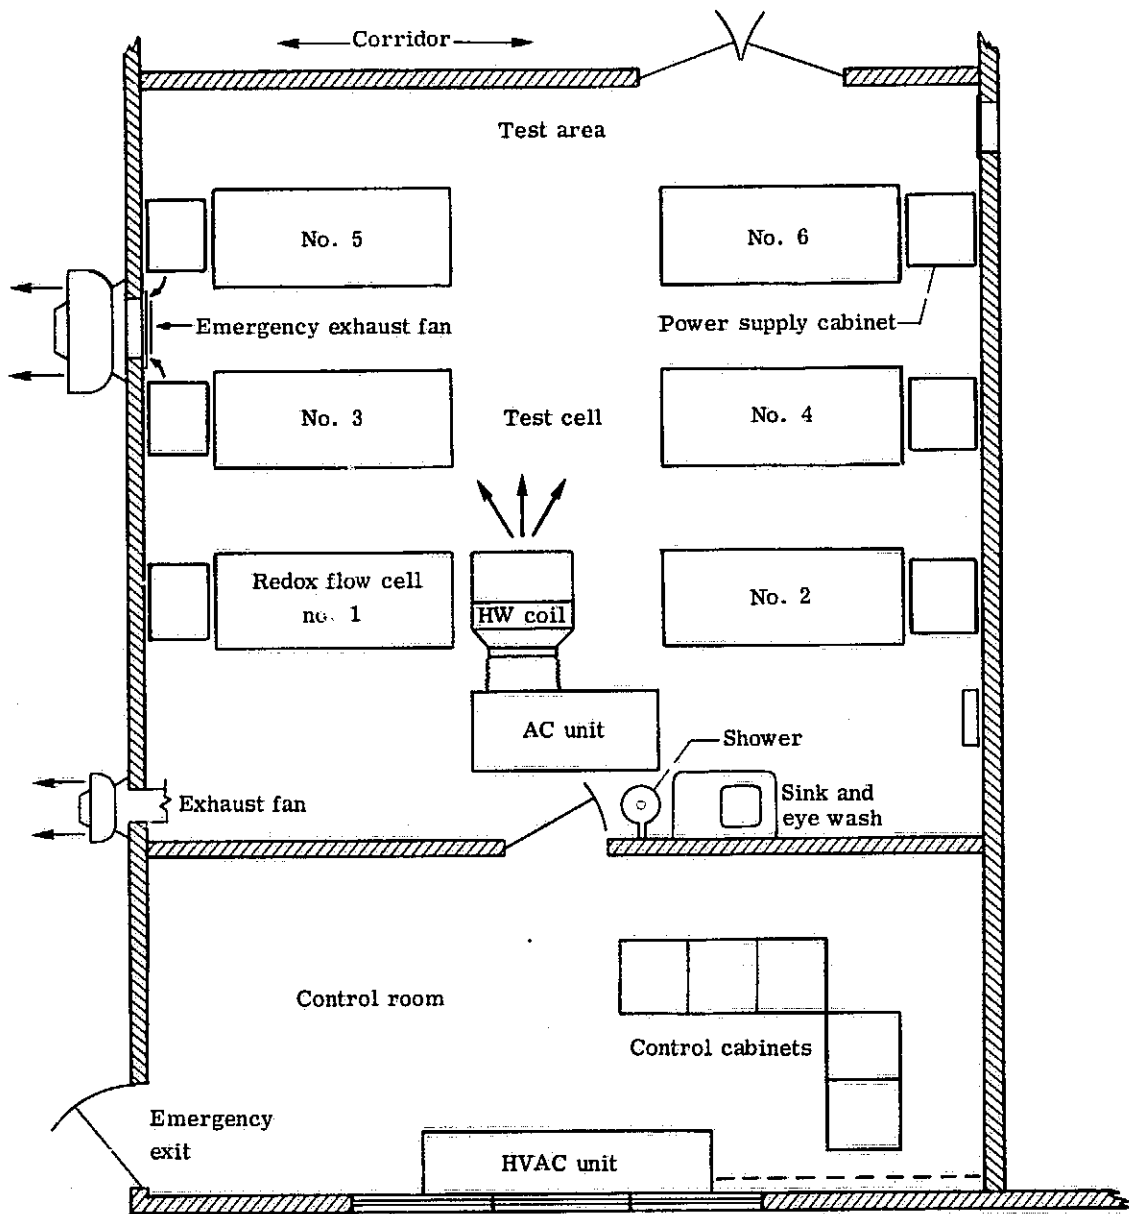 Corridor
Test area
No. 5
No. 6
Emergency exhaust fan
Power supply cabinet
No. 3
Test cell
No. 4
Redox flow cell
no. 1
HW coil
No. 2
AC unit
Shower
Exhaust fan
Sink and
eye wash
Control room
Control cabinets
Emergency
exit
HVAC unit